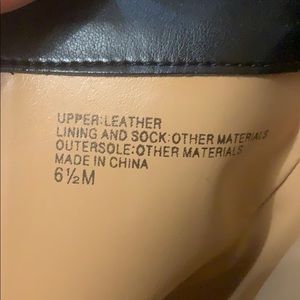 UPPER:LEATHER
LINING AND SOCK:OTHER MATERIALS
OUTERSOLE:OTHER MATERIALS
MADE IN CHINA
6½M